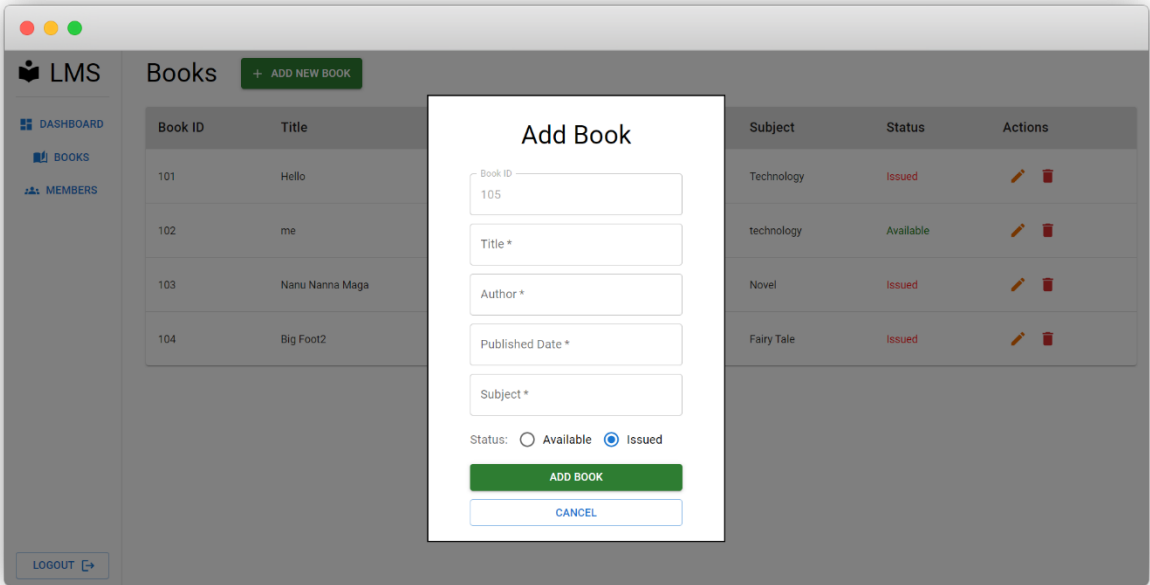 LMS
Books
+ ADD NEW BOOK
DASHBOARD
BOOKS
MEMBERS
LOGOUT
Book ID Title Subject Status Actions
101 Hello Technology Issued
102 me technology Available
103 Nanu Nanna Maga Novel Issued
104 Big Foot2 Fairy Tale Issued
Add Book
Book ID
105
Title *
Author *
Published Date *
Subject *
Status: Available Issued
ADD BOOK
CANCEL